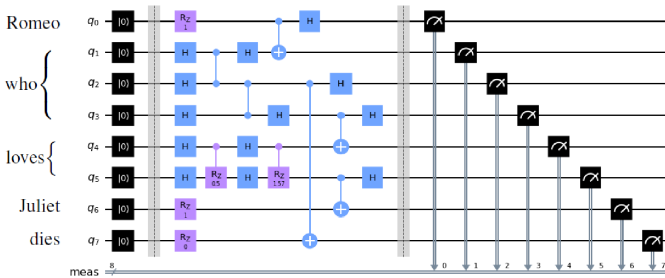 Romeo q0 |0⟩ RZ 1 H
q1 |0⟩ H H
who { q2 |0⟩ H H
q3 |0⟩ H H H
q4 |0⟩ H H H
loves {
q5 |0⟩ H RZ 0.5 H RZ 1.57 H
Juliet q6 |0⟩ RZ 1
dies q7 |0⟩ RZ 0
meas 8 0 1 2 3 4 5 6 7